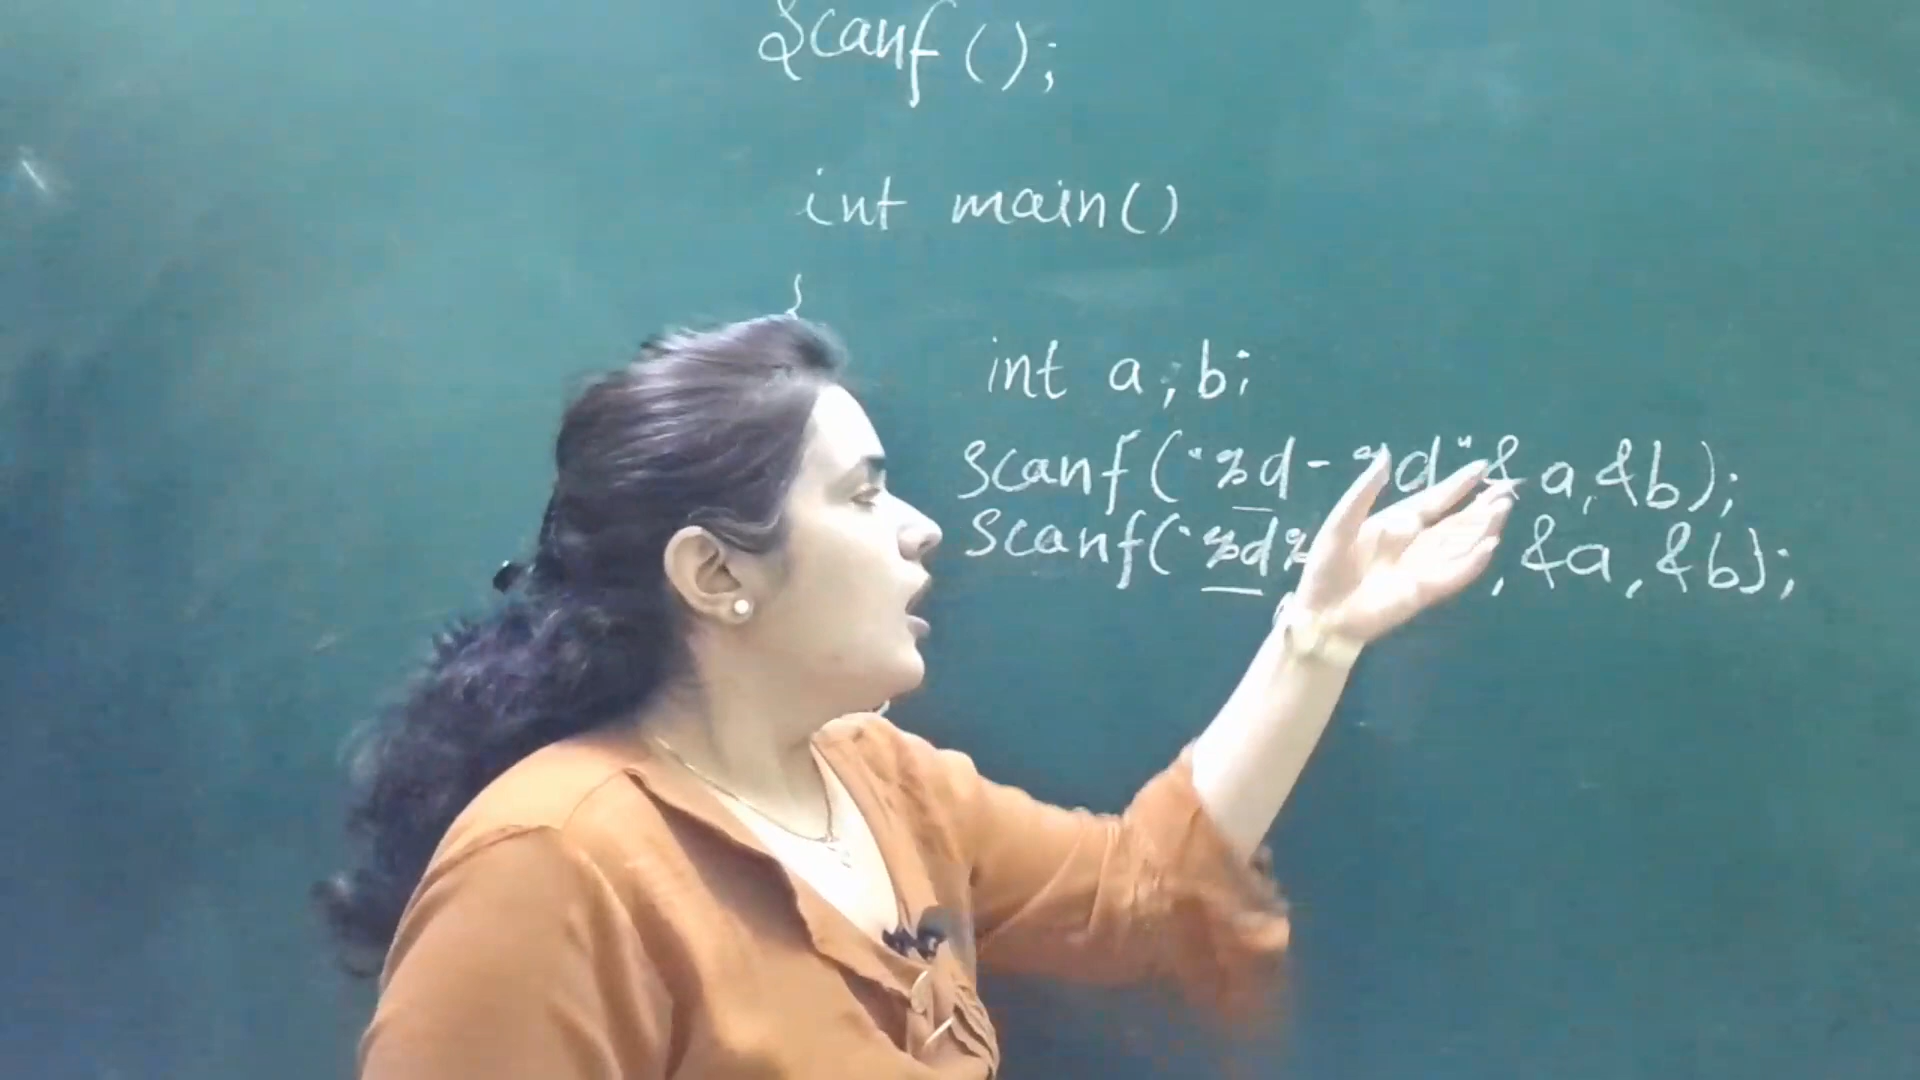 Scanf();
int main()
{
int a, b;
Scanf("%d-%d" &a, &b);
Scanf("%d% , &a, &b);